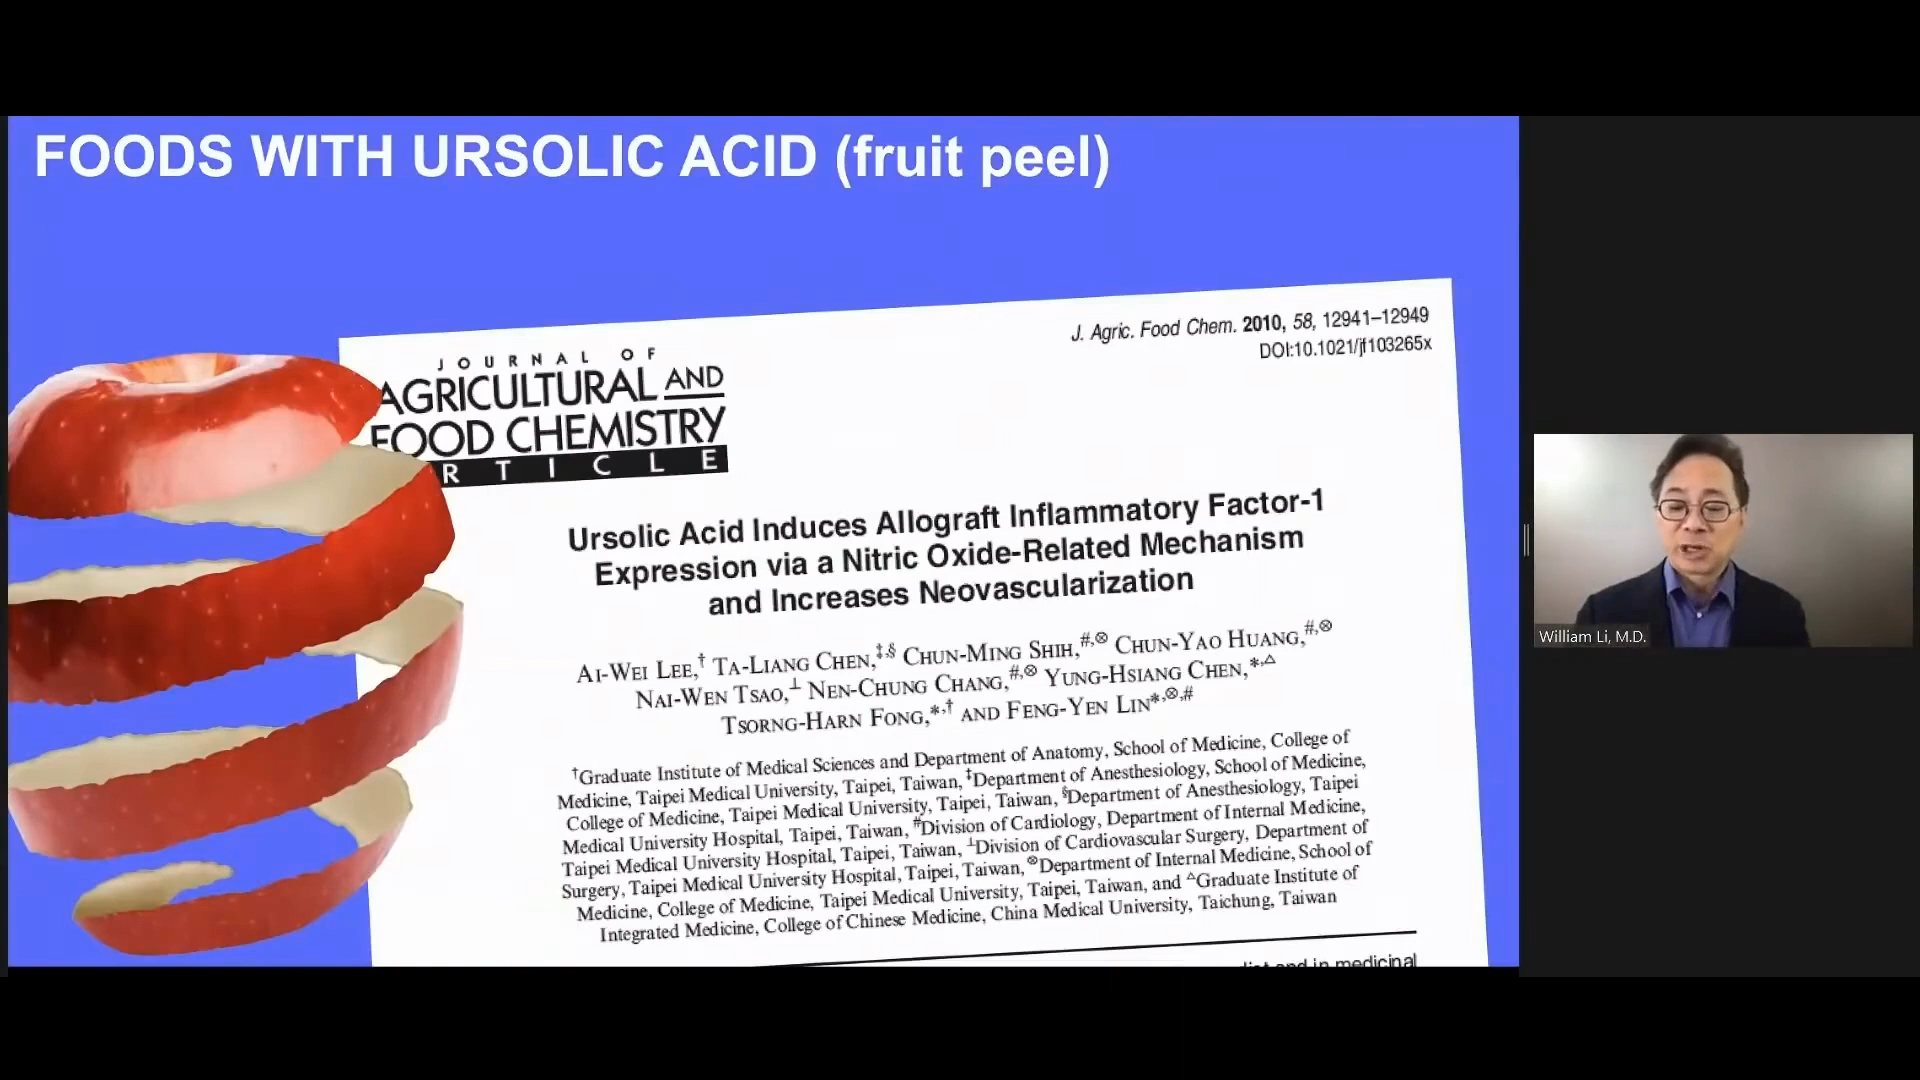 FOODS WITH URSOLIC ACID (fruit peel)
J. Agric. Food Chem. 2010, 58, 12941–12949
DOI:10.1021/jf103265x
JOURNAL OF
AGRICULTURAL AND
FOOD CHEMISTRY
RTICLE
Ursolic Acid Induces Allograft Inflammatory Factor-1
Expression via a Nitric Oxide-Related Mechanism
and Increases Neovascularization
AI-WEI LEE,† TA-LIANG CHEN,‡,§ CHUN-MING SHIH,#,⊗ CHUN-YAO HUANG,#,⊗
NAI-WEN TSAO,⊥ NEN-CHUNG CHANG,#,⊗ YUNG-HSIANG CHEN,*,△
TSORNG-HARN FONG,*,† AND FENG-YEN LIN*,⊗,#
†Graduate Institute of Medical Sciences and Department of Anatomy, School of Medicine, College of
Medicine, Taipei Medical University, Taipei, Taiwan, ‡Department of Anesthesiology, School of Medicine,
College of Medicine, Taipei Medical University, Taipei, Taiwan, §Department of Anesthesiology, Taipei
Medical University Hospital, Taipei, Taiwan, #Division of Cardiology, Department of Internal Medicine,
Taipei Medical University Hospital, Taipei, Taiwan, ⊥Division of Cardiovascular Surgery, Department of
Surgery, Taipei Medical University Hospital, Taipei, Taiwan, ⊗Department of Internal Medicine, School of
Medicine, College of Medicine, Taipei Medical University, Taipei, Taiwan, and △Graduate Institute of
Integrated Medicine, College of Chinese Medicine, China Medical University, Taichung, Taiwan
and in medicinal
William Li, M.D.